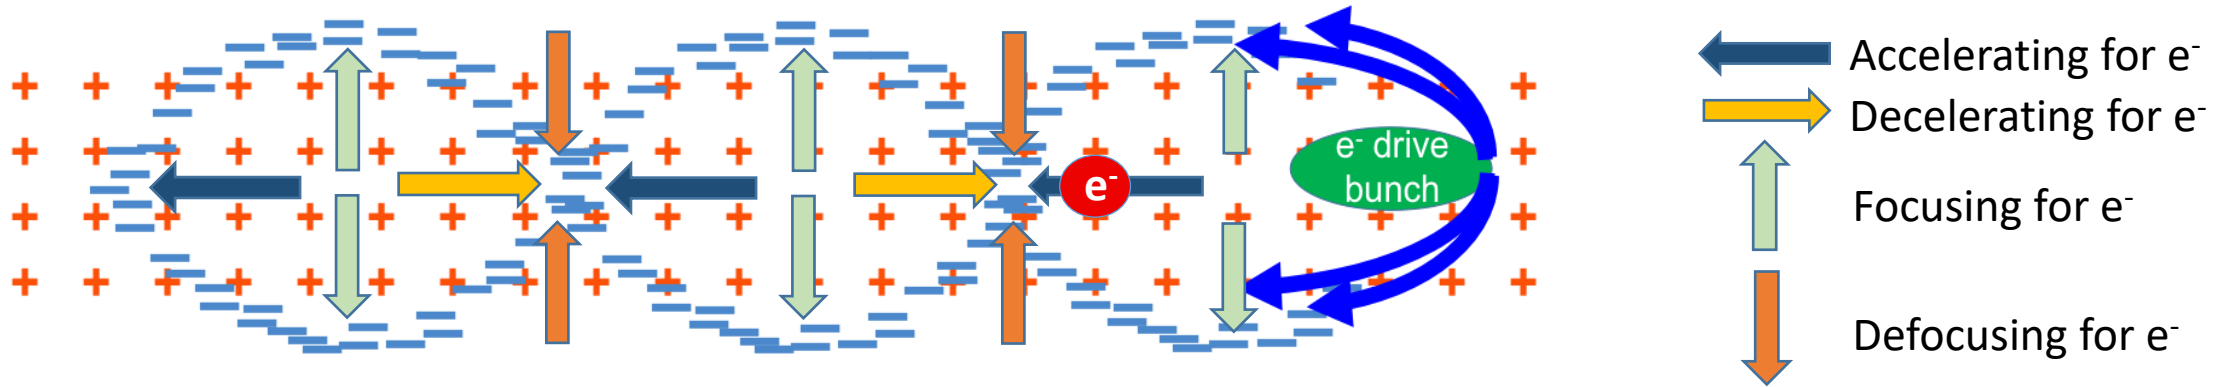 Accelerating for e⁻
Decelerating for e⁻
e⁻ drive
bunch
e⁻
Focusing for e⁻
Defocusing for e⁻